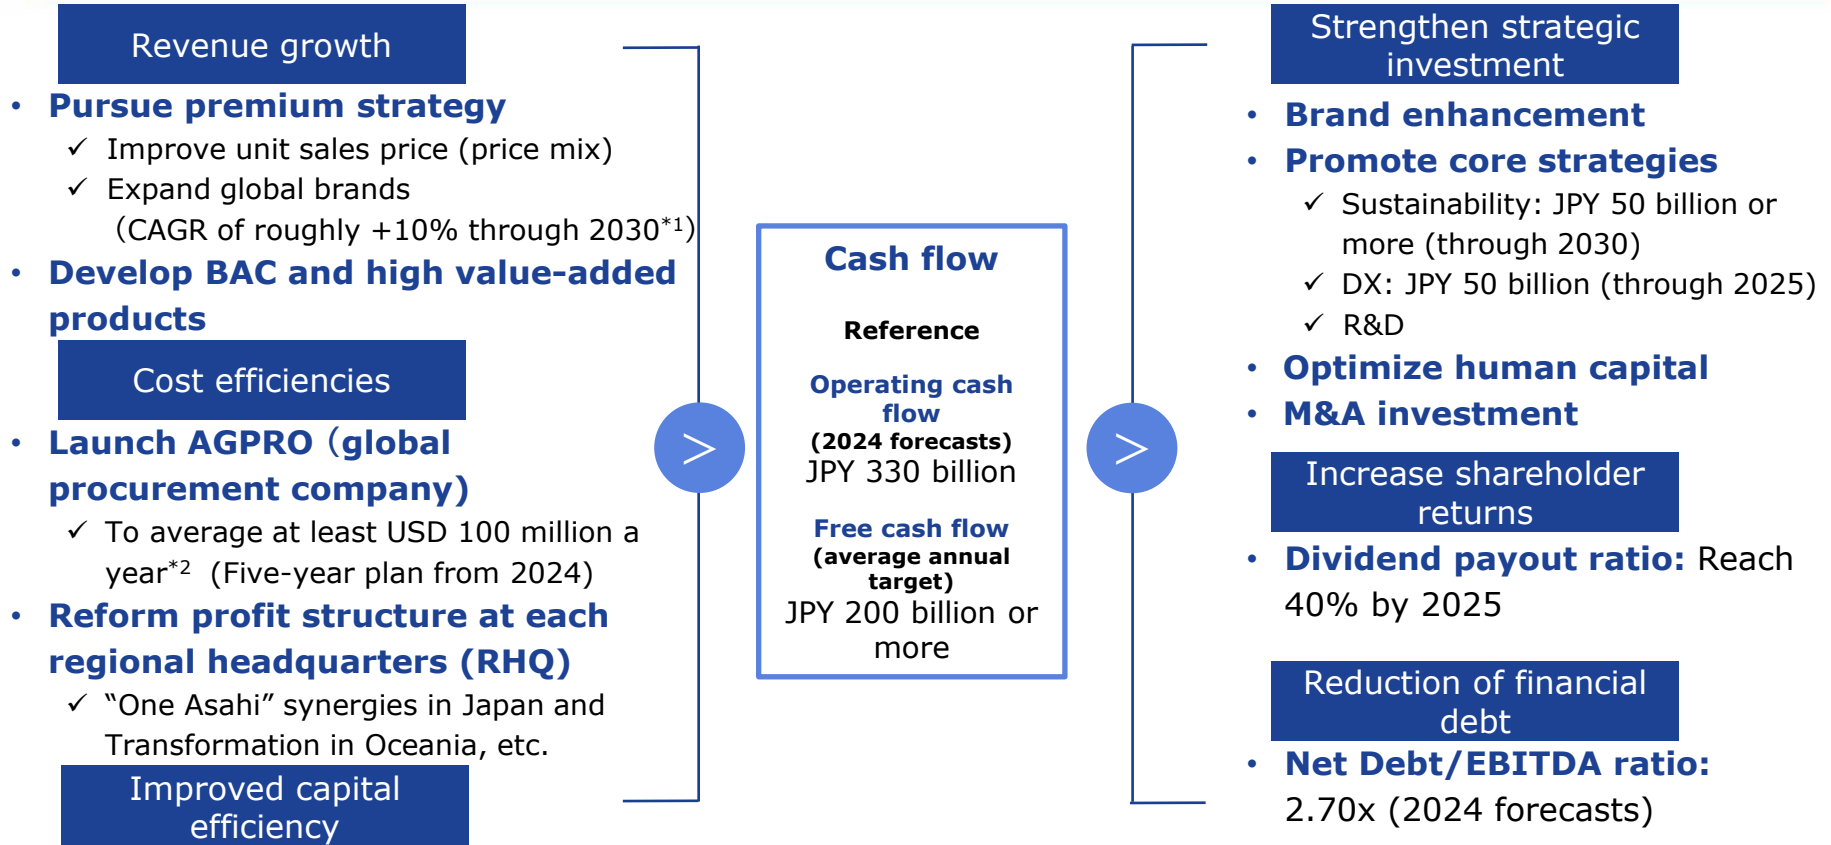 Revenue growth
• Pursue premium strategy
✓ Improve unit sales price (price mix)
✓ Expand global brands
（CAGR of roughly +10% through 2030*1）
• Develop BAC and high value-added
products
Cost efficiencies
• Launch AGPRO（global
procurement company)
✓ To average at least USD 100 million a
year*2 (Five-year plan from 2024)
• Reform profit structure at each
regional headquarters (RHQ)
✓ “One Asahi” synergies in Japan and
Transformation in Oceania, etc.
Improved capital
efficiency
>
Cash flow
Reference
Operating cash
flow
(2024 forecasts)
JPY 330 billion
Free cash flow
(average annual
target)
JPY 200 billion or
more
>
Strengthen strategic
investment
• Brand enhancement
• Promote core strategies
✓ Sustainability: JPY 50 billion or
more (through 2030)
✓ DX: JPY 50 billion (through 2025)
✓ R&D
• Optimize human capital
• M&A investment
Increase shareholder
returns
• Dividend payout ratio: Reach
40% by 2025
Reduction of financial
debt
• Net Debt/EBITDA ratio:
2.70x (2024 forecasts)